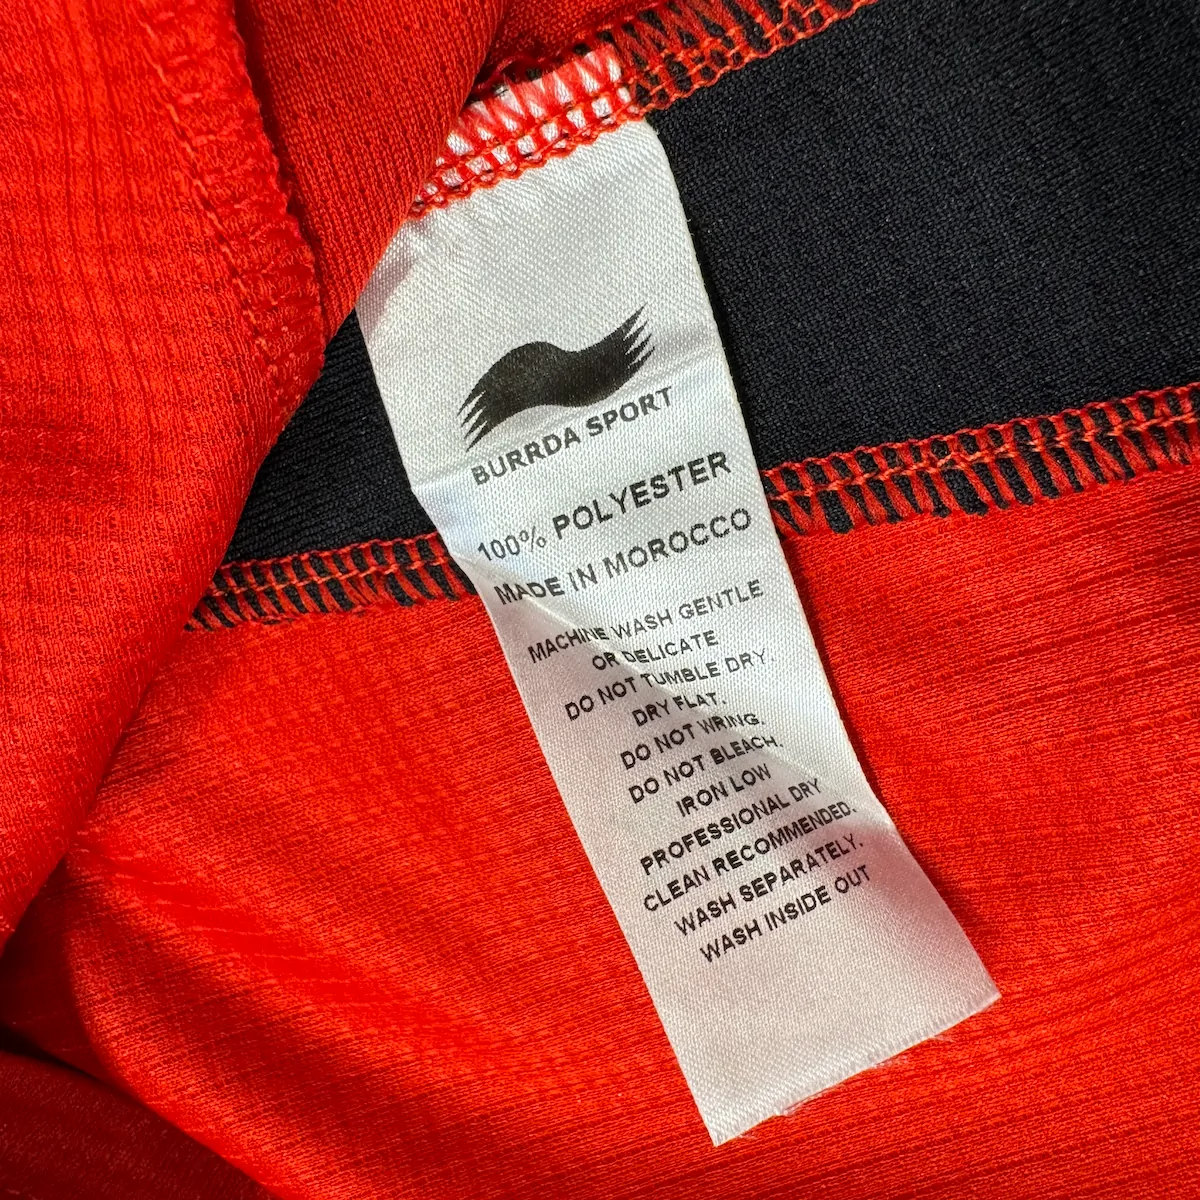 BURRDA SPORT
100% POLYESTER
MADE IN MOROCCO
MACHINE WASH GENTLE
OR DELICATE
DO NOT TUMBLE DRY.
DRY FLAT.
DO NOT WRING.
DO NOT BLEACH.
IRON LOW
PROFESSIONAL DRY
CLEAN RECOMMENDED.
WASH SEPARATELY.
WASH INSIDE OUT